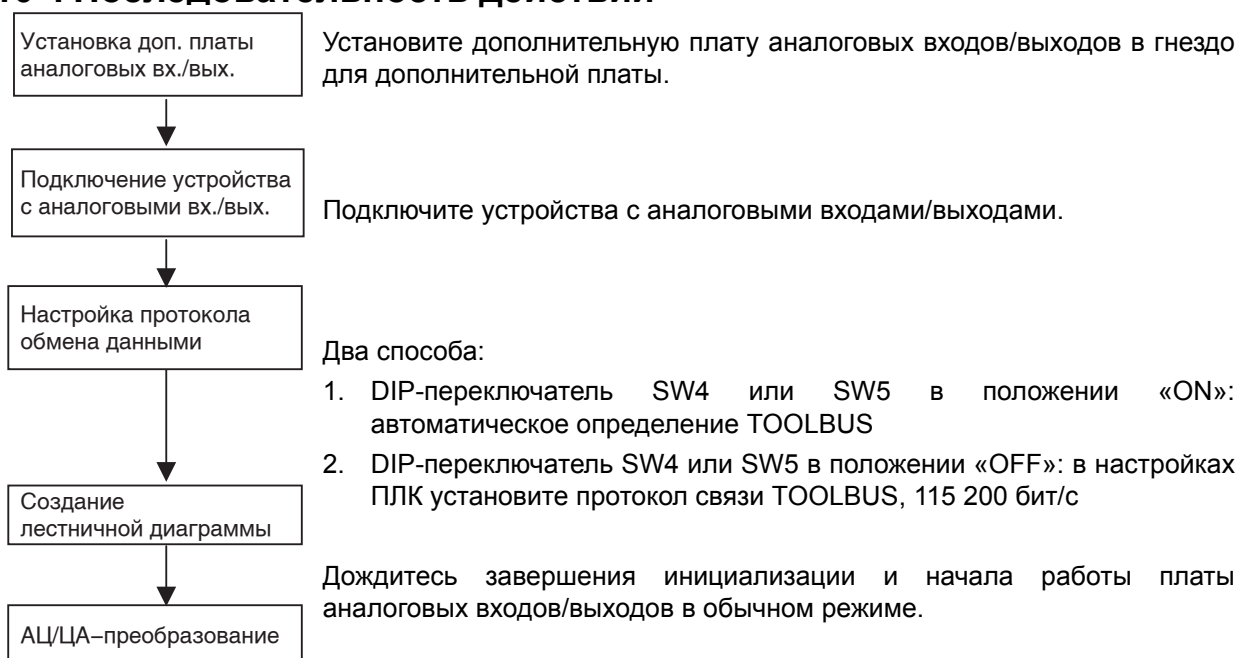 Последовательность действий
Установка доп. платы
аналоговых вх./вых.
Установите дополнительную плату аналоговых входов/выходов в гнездо
для дополнительной платы.
Подключение устройства
с аналоговыми вх./вых.
Подключите устройства с аналоговыми входами/выходами.
Настройка протокола
обмена данными
Два способа:
1. DIP-переключатель SW4 или SW5 в положении «ON»:
автоматическое определение TOOLBUS
2. DIP-переключатель SW4 или SW5 в положении «OFF»: в настройках
ПЛК установите протокол связи TOOLBUS, 115 200 бит/с
Создание
лестничной диаграммы
Дождитесь завершения инициализации и начала работы платы
аналоговых входов/выходов в обычном режиме.
АЦ/ЦА–преобразование